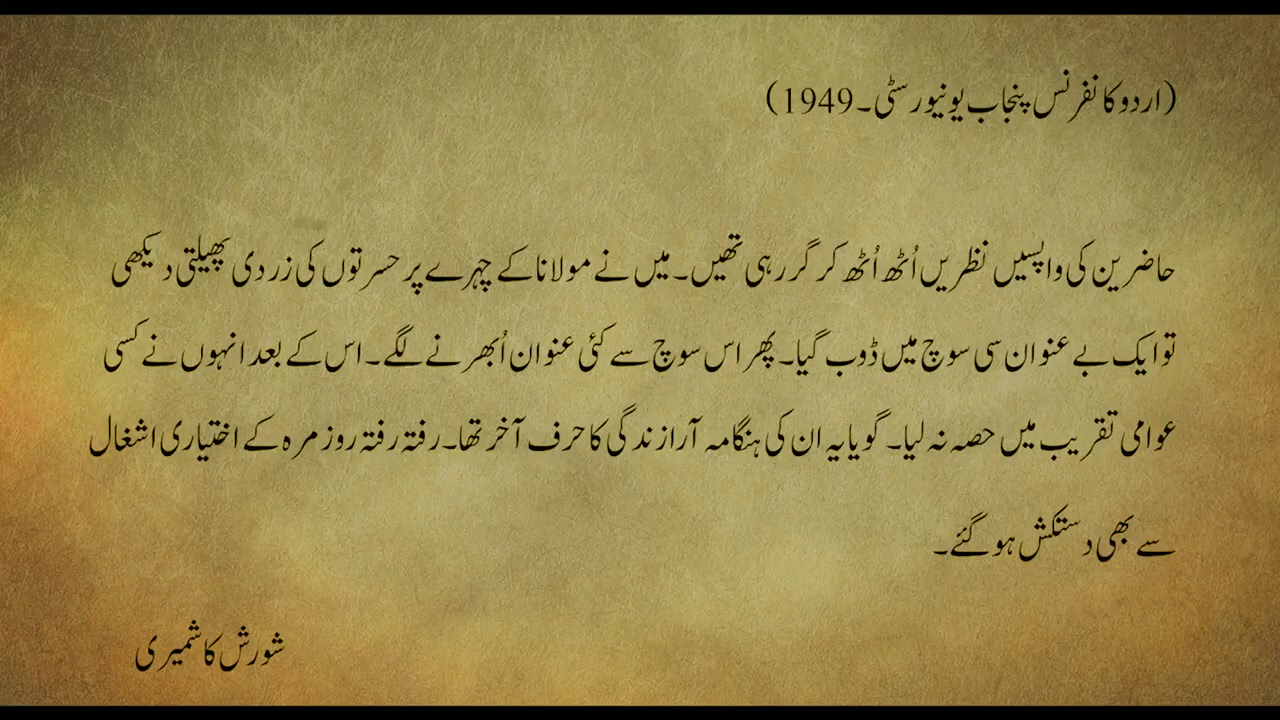 (اردو کانفرنس پنجاب یونیورسٹی۔1949)
حاضرین کی واپسیں نظریں اُٹھ اُٹھ کر گر رہی تھیں۔ میں نے مولانا کے چہرے پر حسرتوں کی زردی پھیلتی دیکھی
تو ایک بے عنوان سی سوچ میں ڈوب گیا۔ پھر اس سوچ سے کئی عنوان اُبھرنے لگے۔ اس کے بعد انہوں نے کسی
عوامی تقریب میں حصہ نہ لیا۔ گویا یہ ان کی ہنگامہ آرا زندگی کا حرف آخر تھا۔ رفتہ رفتہ روز مرہ کے اختیاری اشغال
سے بھی دستکش ہو گئے۔
شورش کاشمیری